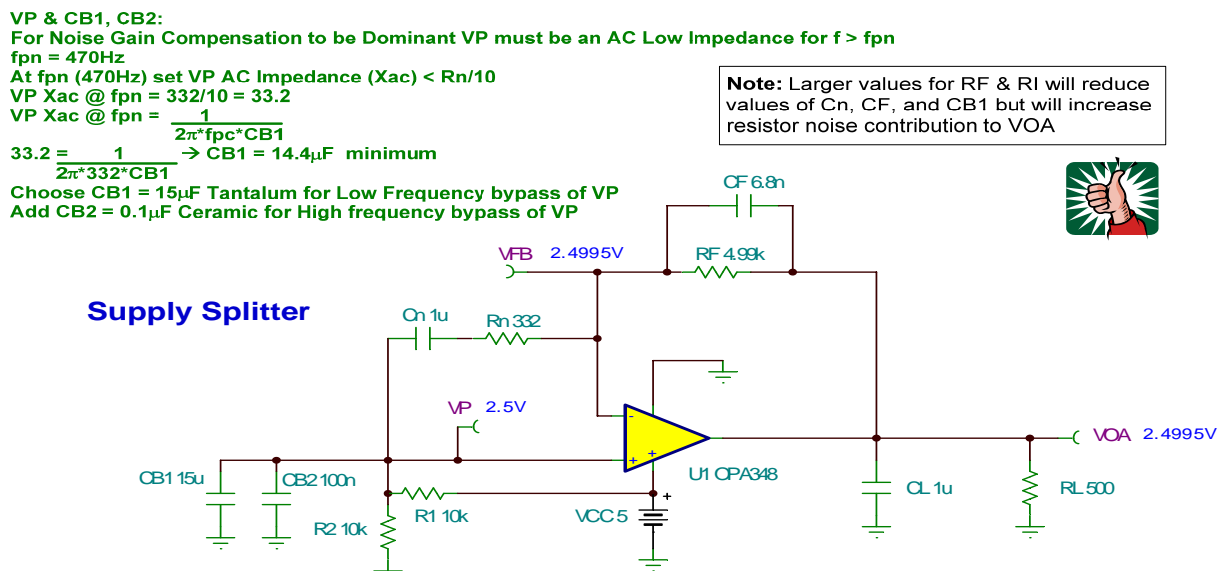 VP & CB1, CB2:
For Noise Gain Compensation to be Dominant VP must be an AC Low Impedance for f > fpn
fpn = 470Hz
At fpn (470Hz) set VP AC Impedance (Xac) < Rn/10
VP Xac @ fpn = 332/10 = 33.2
VP Xac @ fpn = 1
2π*fpc*CB1
33.2 = 1 → CB1 = 14.4μF minimum
2π*332*CB1
Choose CB1 = 15μF Tantalum for Low Frequency bypass of VP
Add CB2 = 0.1μF Ceramic for High frequency bypass of VP
Note: Larger values for RF & RI will reduce
values of Cn, CF, and CB1 but will increase
resistor noise contribution to VOA
CF 6.8n
VFB 2.4995V
RF 4.99k
Supply Splitter
Cn 1u
Rn 332
VP 2.5V
-
+
+
U1 OPA348
VOA 2.4995V
CB1 15u
CB2 100n
R1 10k
R2 10k
VCC 5
+
CL 1u
RL 500